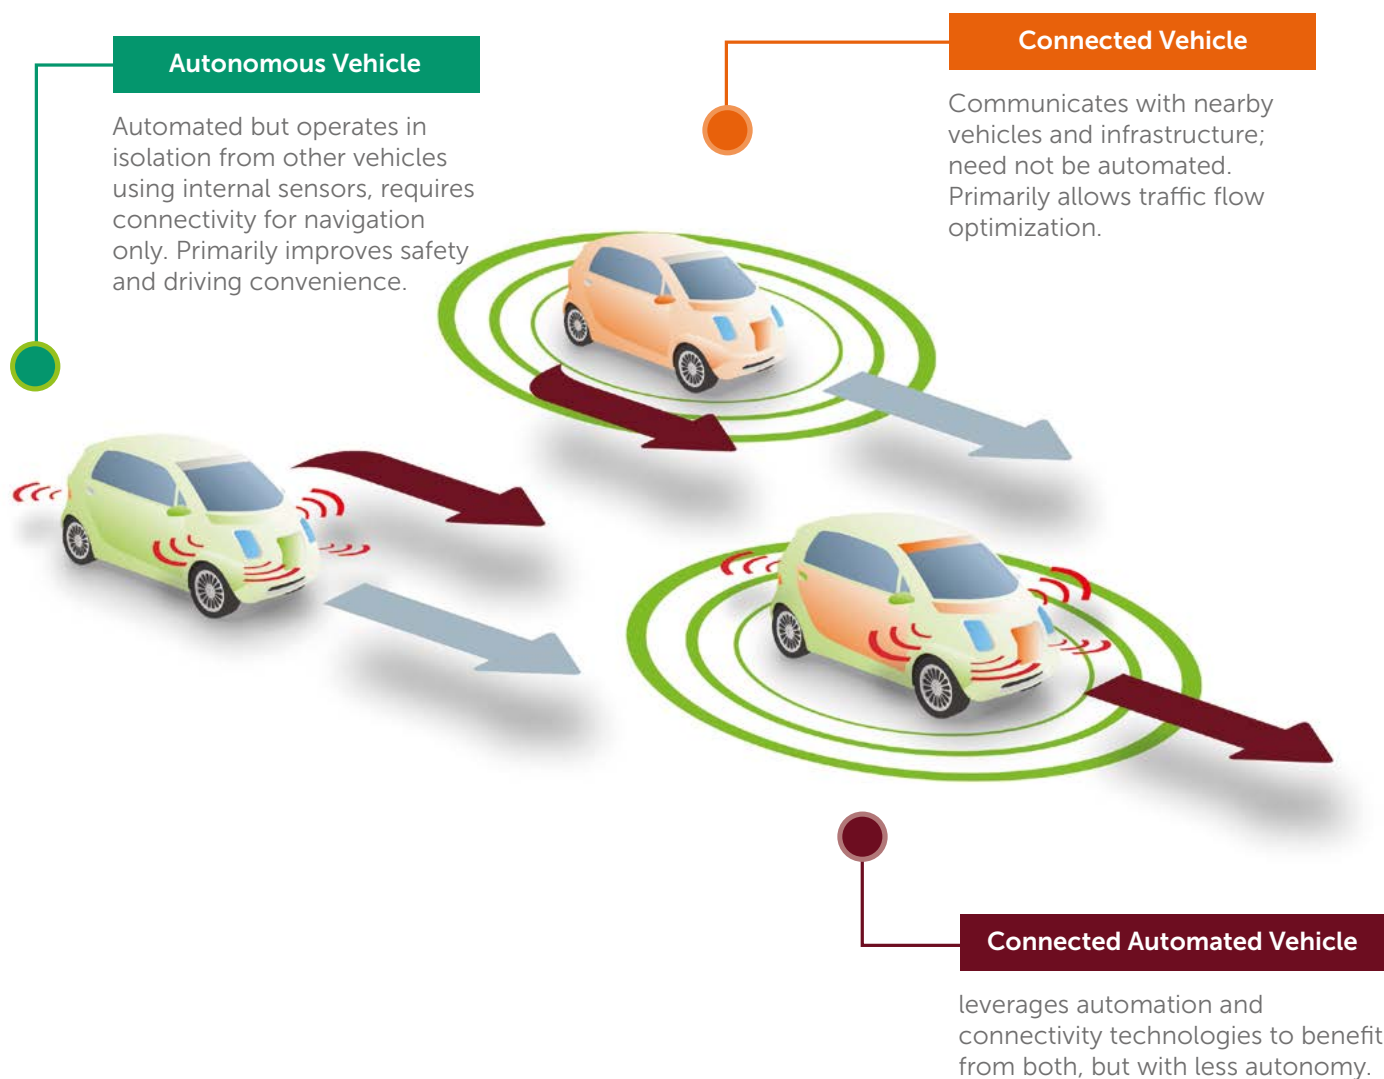 Autonomous Vehicle
Automated but operates in
isolation from other vehicles
using internal sensors, requires
connectivity for navigation
only. Primarily improves safety
and driving convenience.
Connected Vehicle
Communicates with nearby
vehicles and infrastructure;
need not be automated.
Primarily allows traffic flow
optimization.
Connected Automated Vehicle
leverages automation and
connectivity technologies to benefit
from both, but with less autonomy.